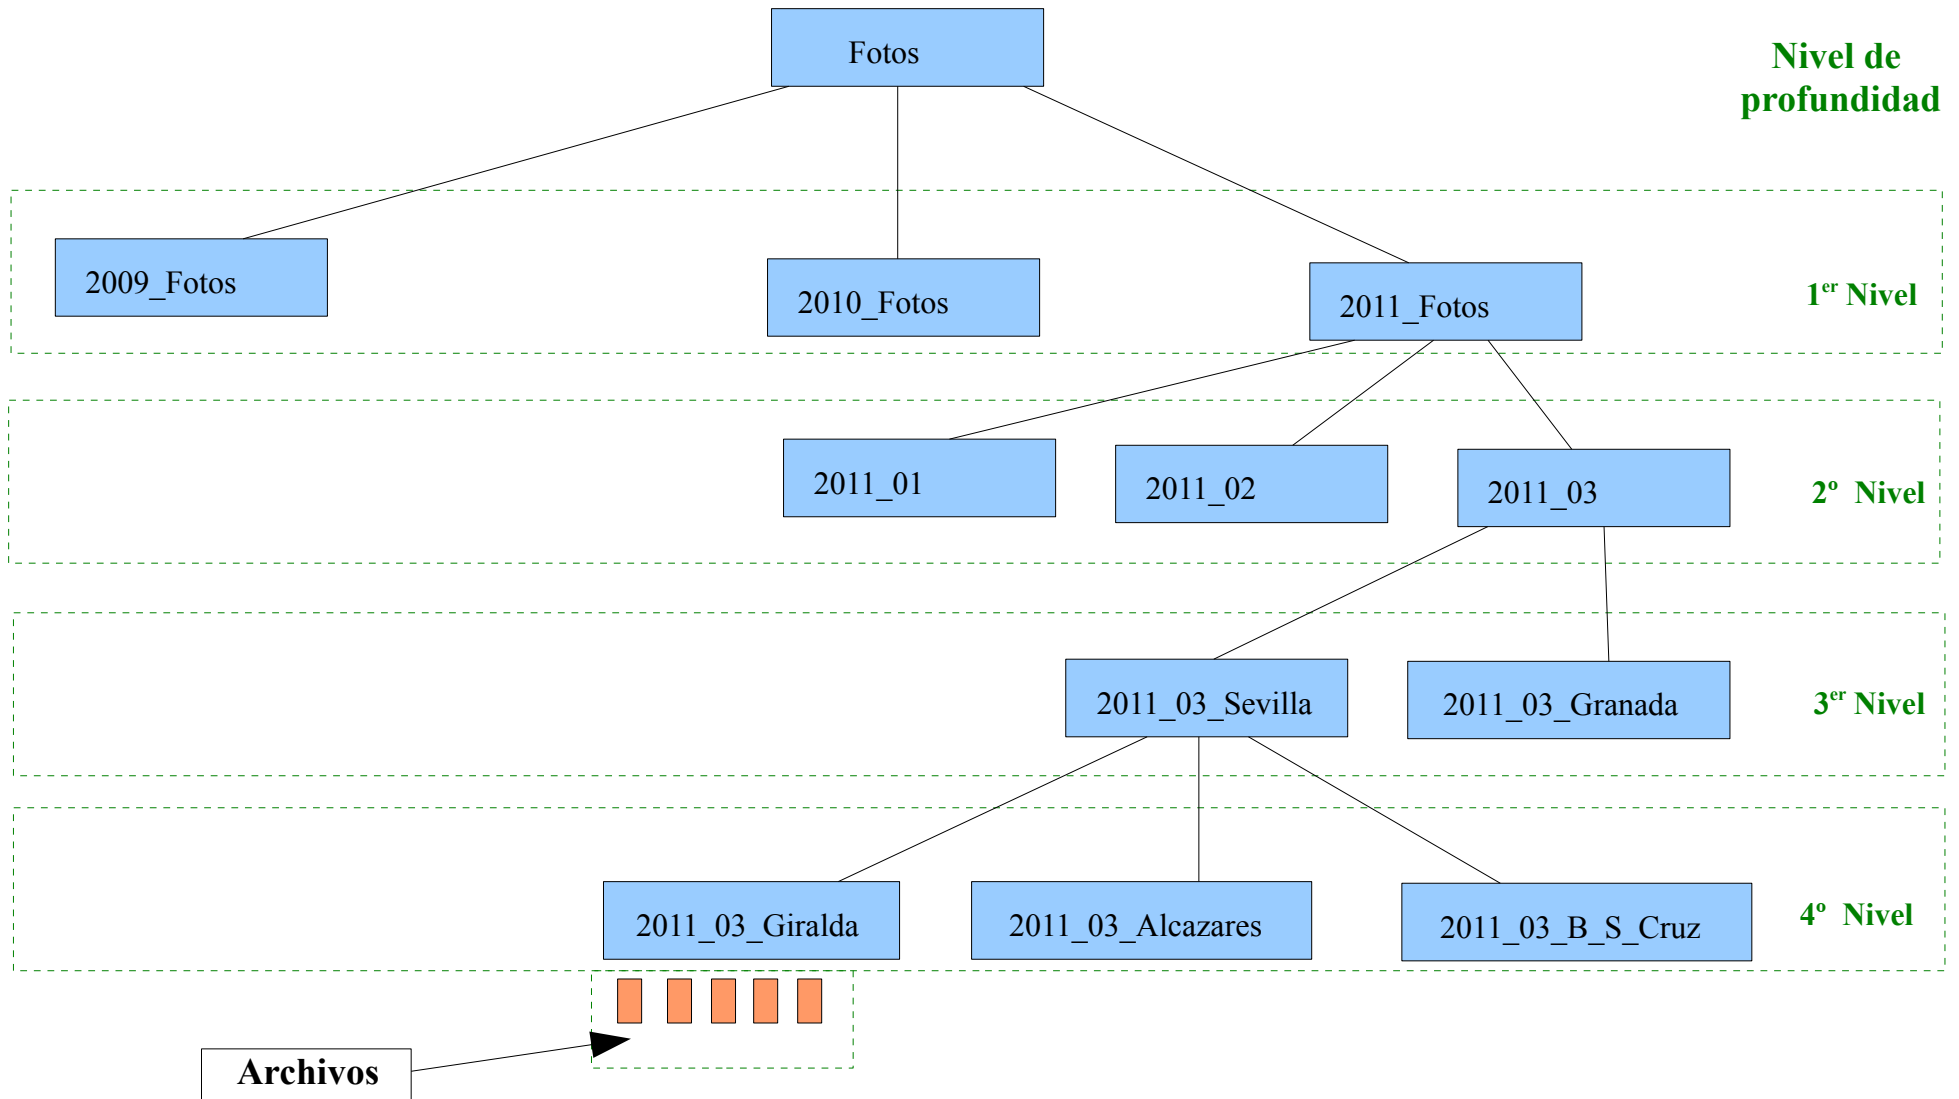 Fotos
Nivel de
profundidad
2009_Fotos
2010_Fotos
2011_Fotos
1er Nivel
2011_01
2011_02
2011_03
2º Nivel
2011_03_Sevilla
2011_03_Granada
3er Nivel
2011_03_Giralda
2011_03_Alcazares
2011_03_B_S_Cruz
4º Nivel
Archivos